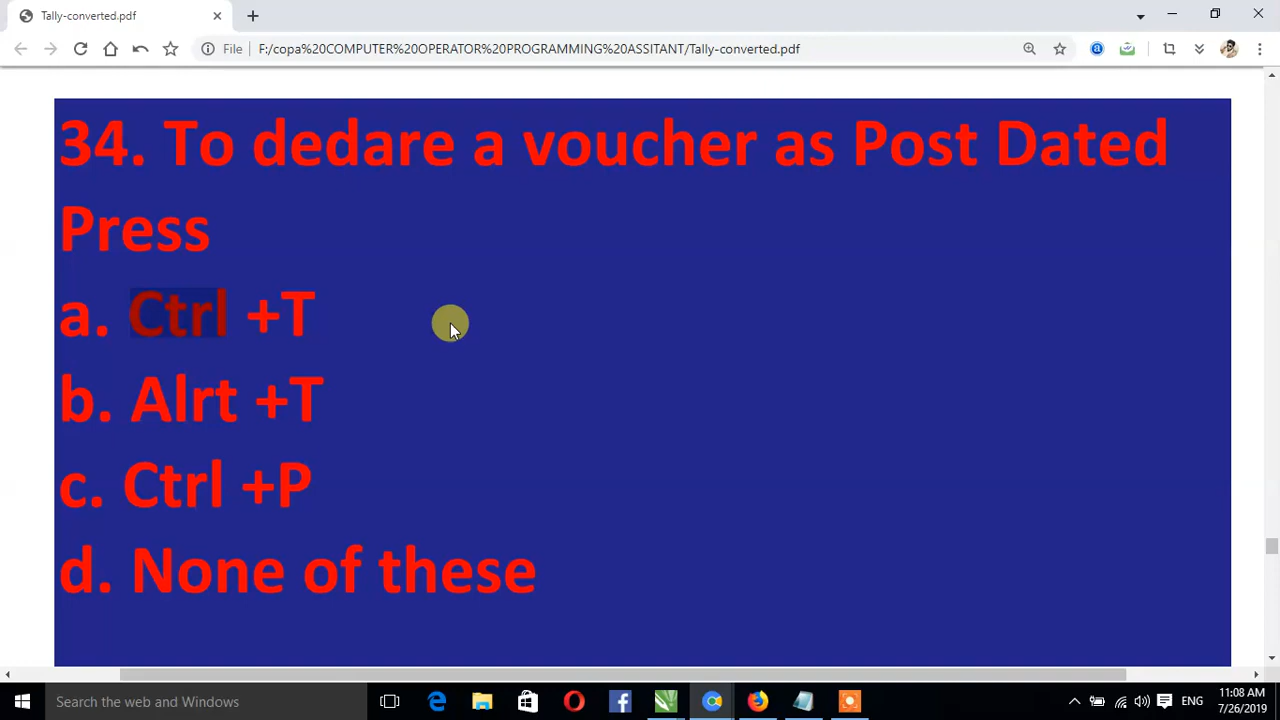 Tally-converted.pdf
File F:/copa%20COMPUTER%20OPERATOR%20PROGRAMMING%20ASSITANT/Tally-converted.pdf
34. To dedare a voucher as Post Dated
Press
a. Ctrl +T
b. Alrt +T
c. Ctrl +P
d. None of these
Search the web and Windows
ENG
11:08 AM
7/26/2019